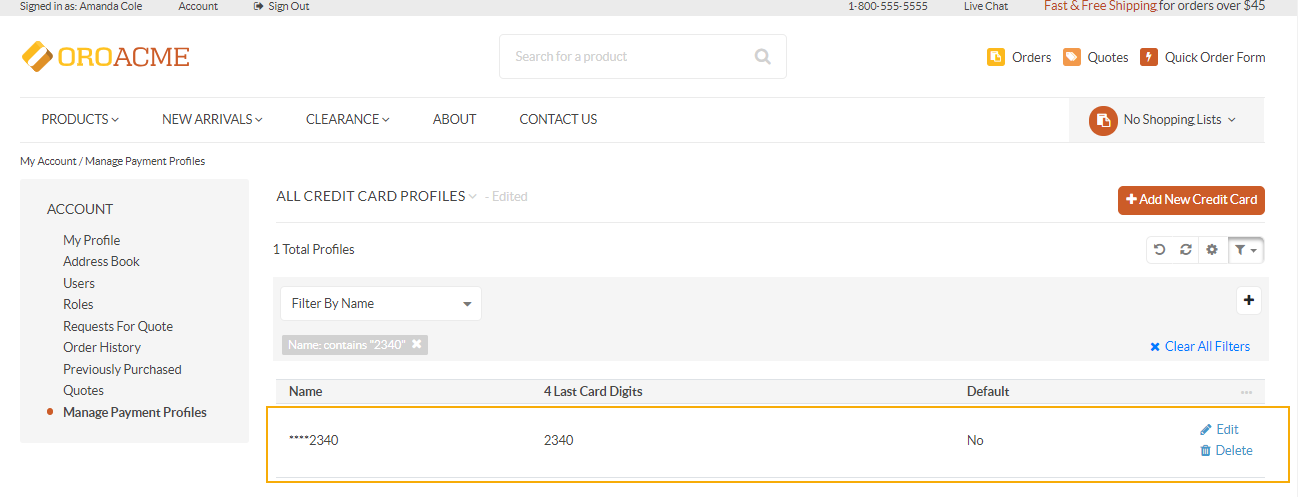 Signed in as: Amanda Cole Account Sign Out 1-800-555-5555 Live Chat Fast & Free Shipping for orders over $45
OROACME Search for a product Orders Quotes Quick Order Form
PRODUCTS NEW ARRIVALS CLEARANCE ABOUT CONTACT US No Shopping Lists
My Account / Manage Payment Profiles
ACCOUNT
My Profile
Address Book
Users
Roles
Requests For Quote
Order History
Previously Purchased
Quotes
Manage Payment Profiles
ALL CREDIT CARD PROFILES - Edited Add New Credit Card
1 Total Profiles
Filter By Name
Name: contains "2340" Clear All Filters
Name 4 Last Card Digits Default
****2340 2340 No Edit
Delete